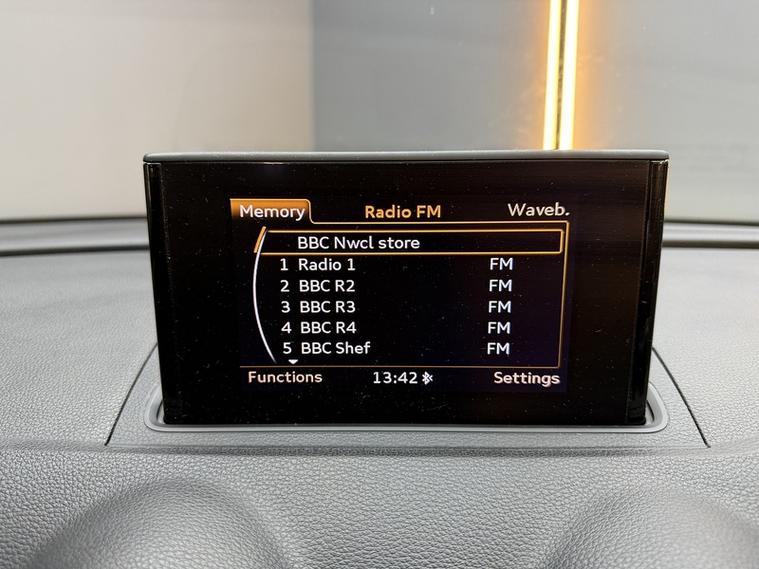 Memory Radio FM Waveb.
BBC Nwcl store
1 Radio 1 FM
2 BBC R2 FM
3 BBC R3 FM
4 BBC R4 FM
5 BBC Shef FM
Functions 13:42 Settings